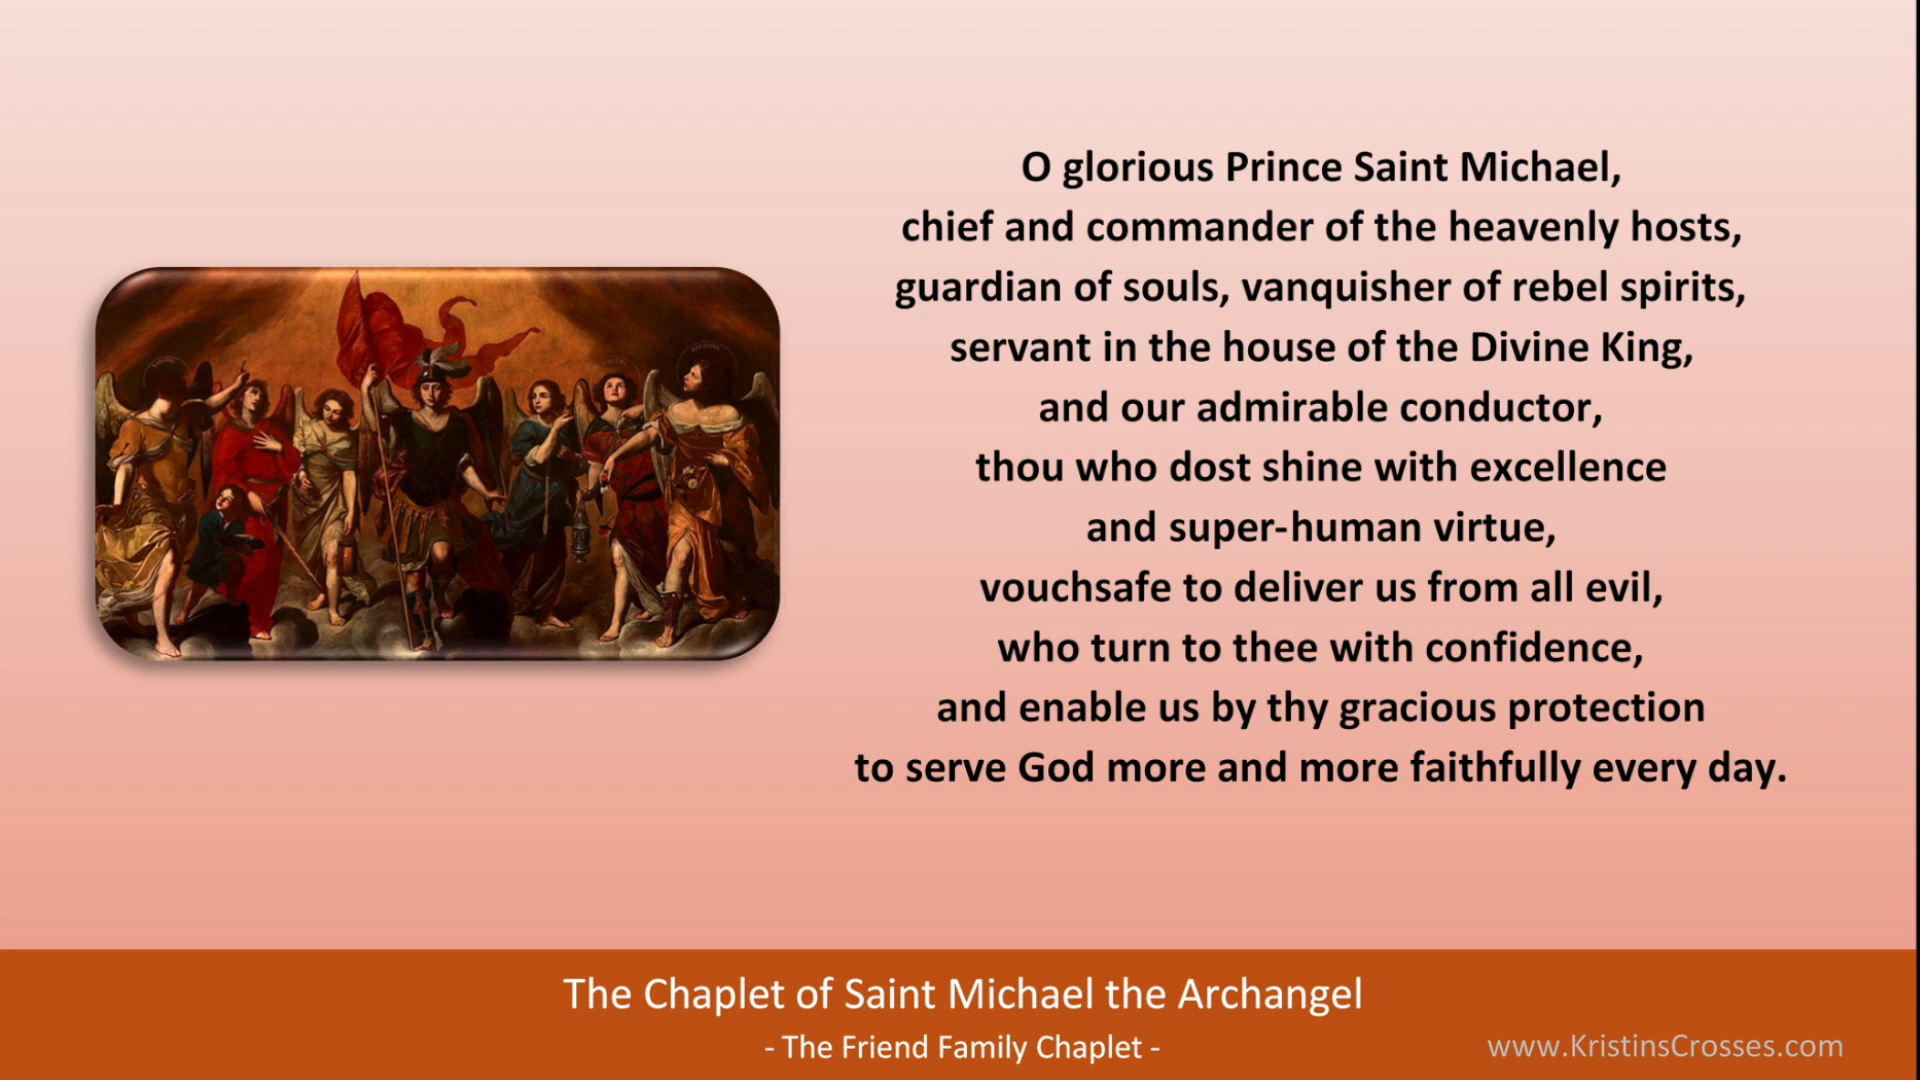 O glorious Prince Saint Michael,
chief and commander of the heavenly hosts,
guardian of souls, vanquisher of rebel spirits,
servant in the house of the Divine King,
and our admirable conductor,
thou who dost shine with excellence
and super-human virtue,
vouchsafe to deliver us from all evil,
who turn to thee with confidence,
and enable us by thy gracious protection
to serve God more and more faithfully every day.
The Chaplet of Saint Michael the Archangel
- The Friend Family Chaplet -
www.KristinsCrosses.com